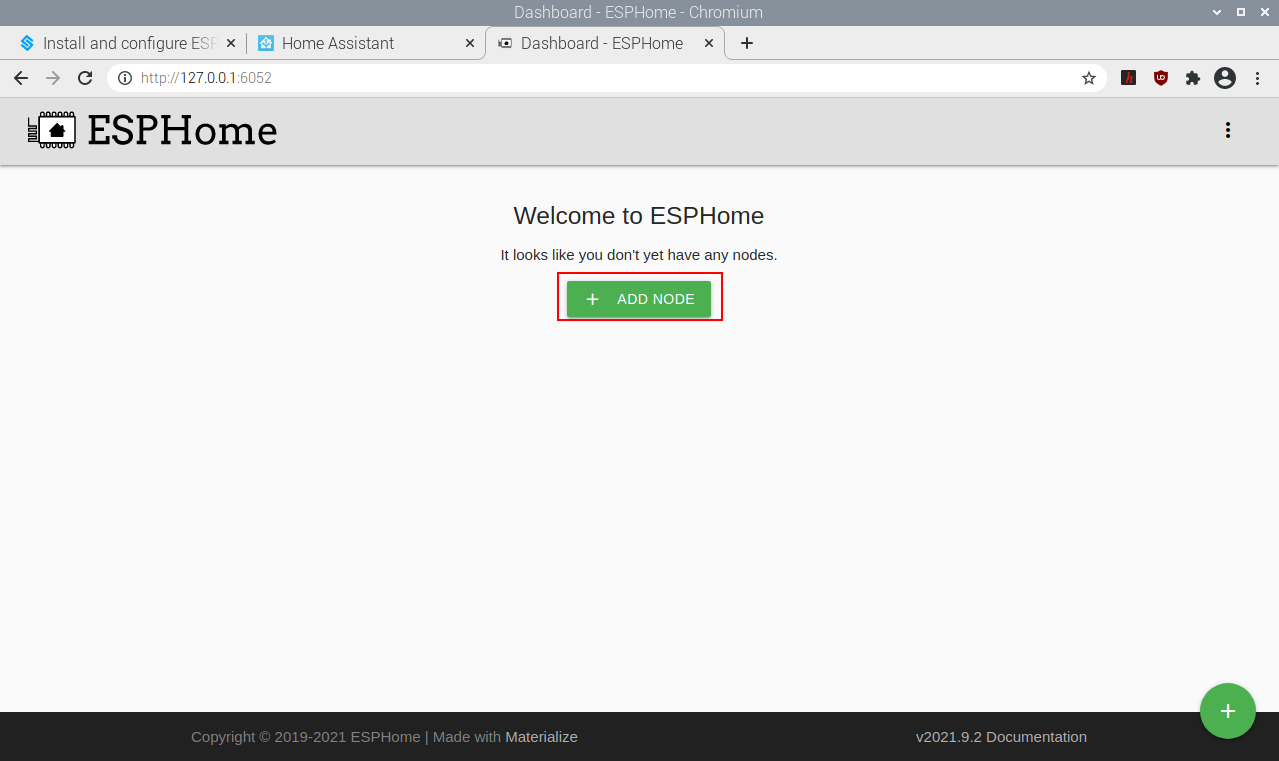 Dashboard - ESPHome - Chromium
Install and configure ESP
Home Assistant
Dashboard - ESPHome
http://127.0.0.1:6052
ESPHome
Welcome to ESPHome
It looks like you don't yet have any nodes.
ADD NODE
Copyright © 2019-2021 ESPHome | Made with Materialize
v2021.9.2 Documentation